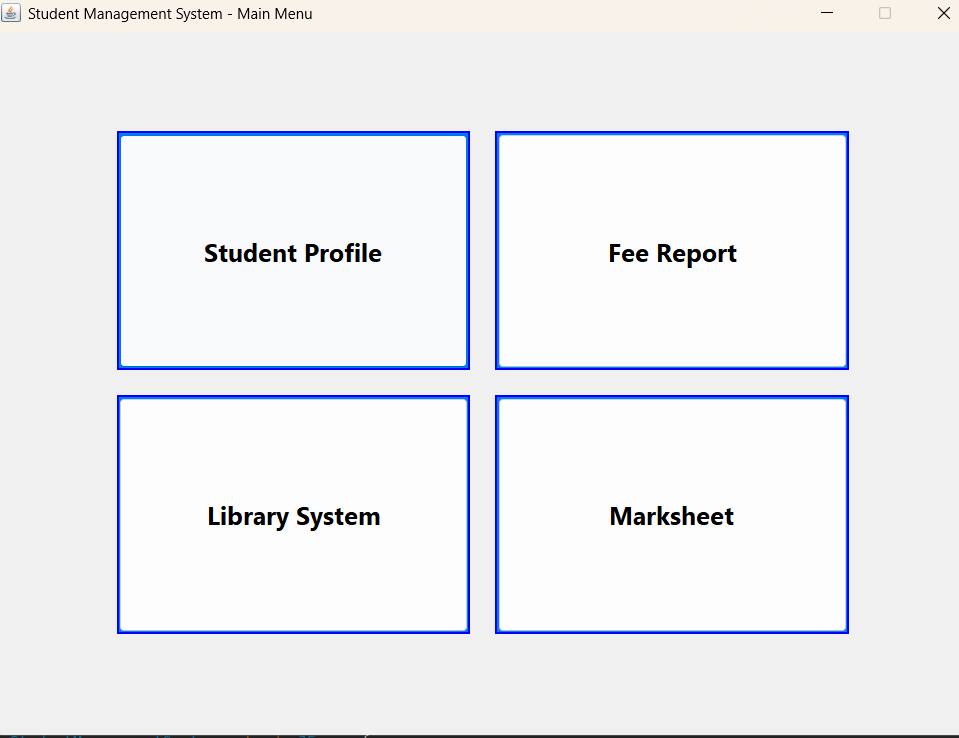 Student Management System - Main Menu
Student Profile
Fee Report
Library System
Marksheet